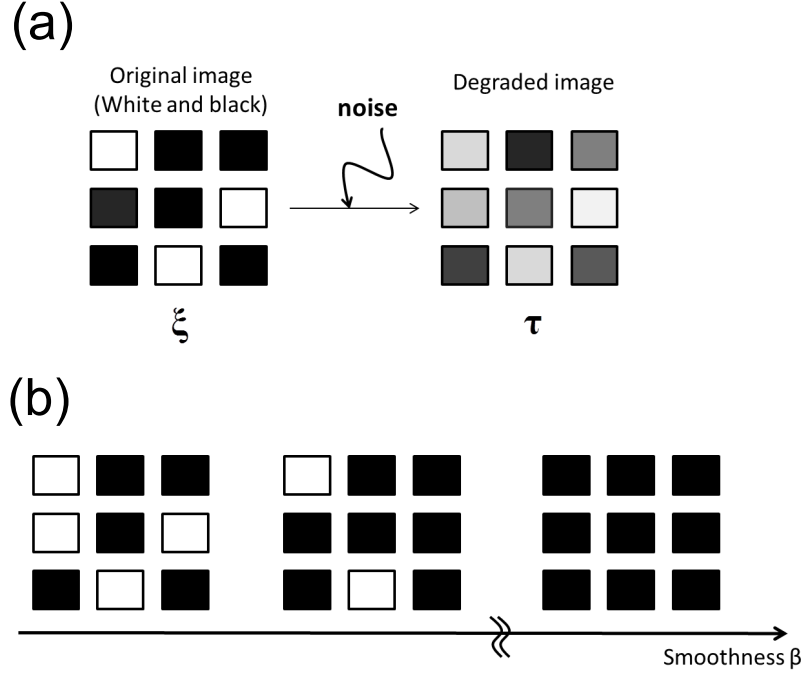 (a)
Original image
(White and black)
noise
Degraded image
ξ
τ
(b)
Smoothness β